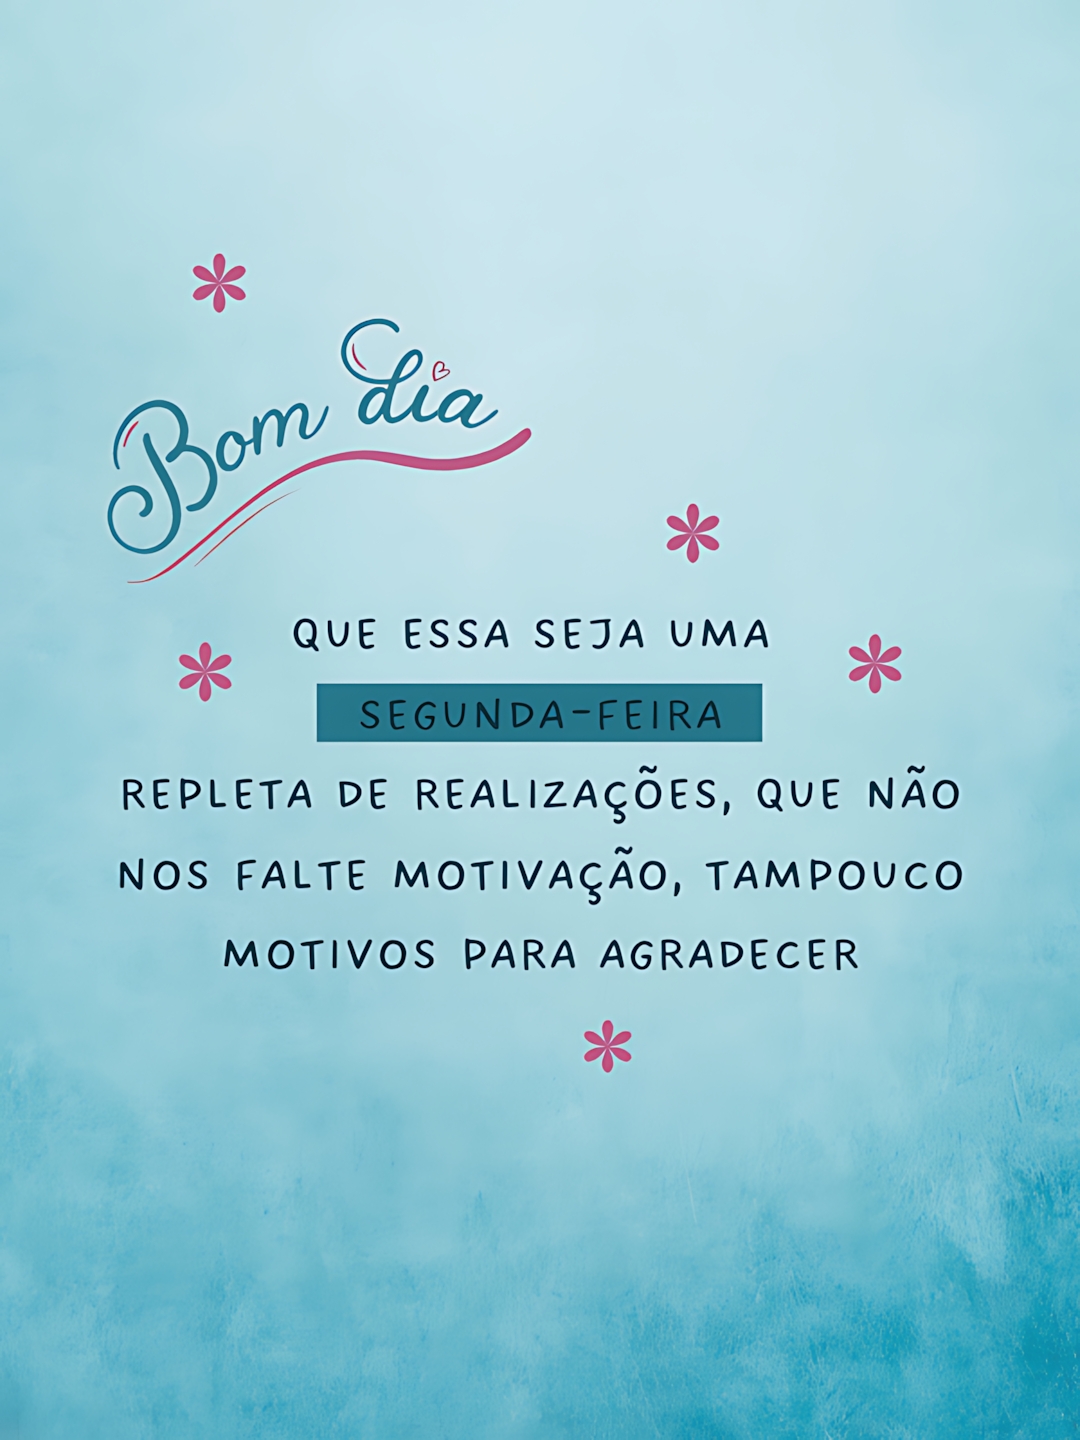 Bom dia
QUE ESSA SEJA UMA
SEGUNDA-FEIRA
REPLETA DE REALIZAÇÕES, QUE NÃO
NOS FALTE MOTIVAÇÃO, TAMPOUCO
MOTIVOS PARA AGRADECER